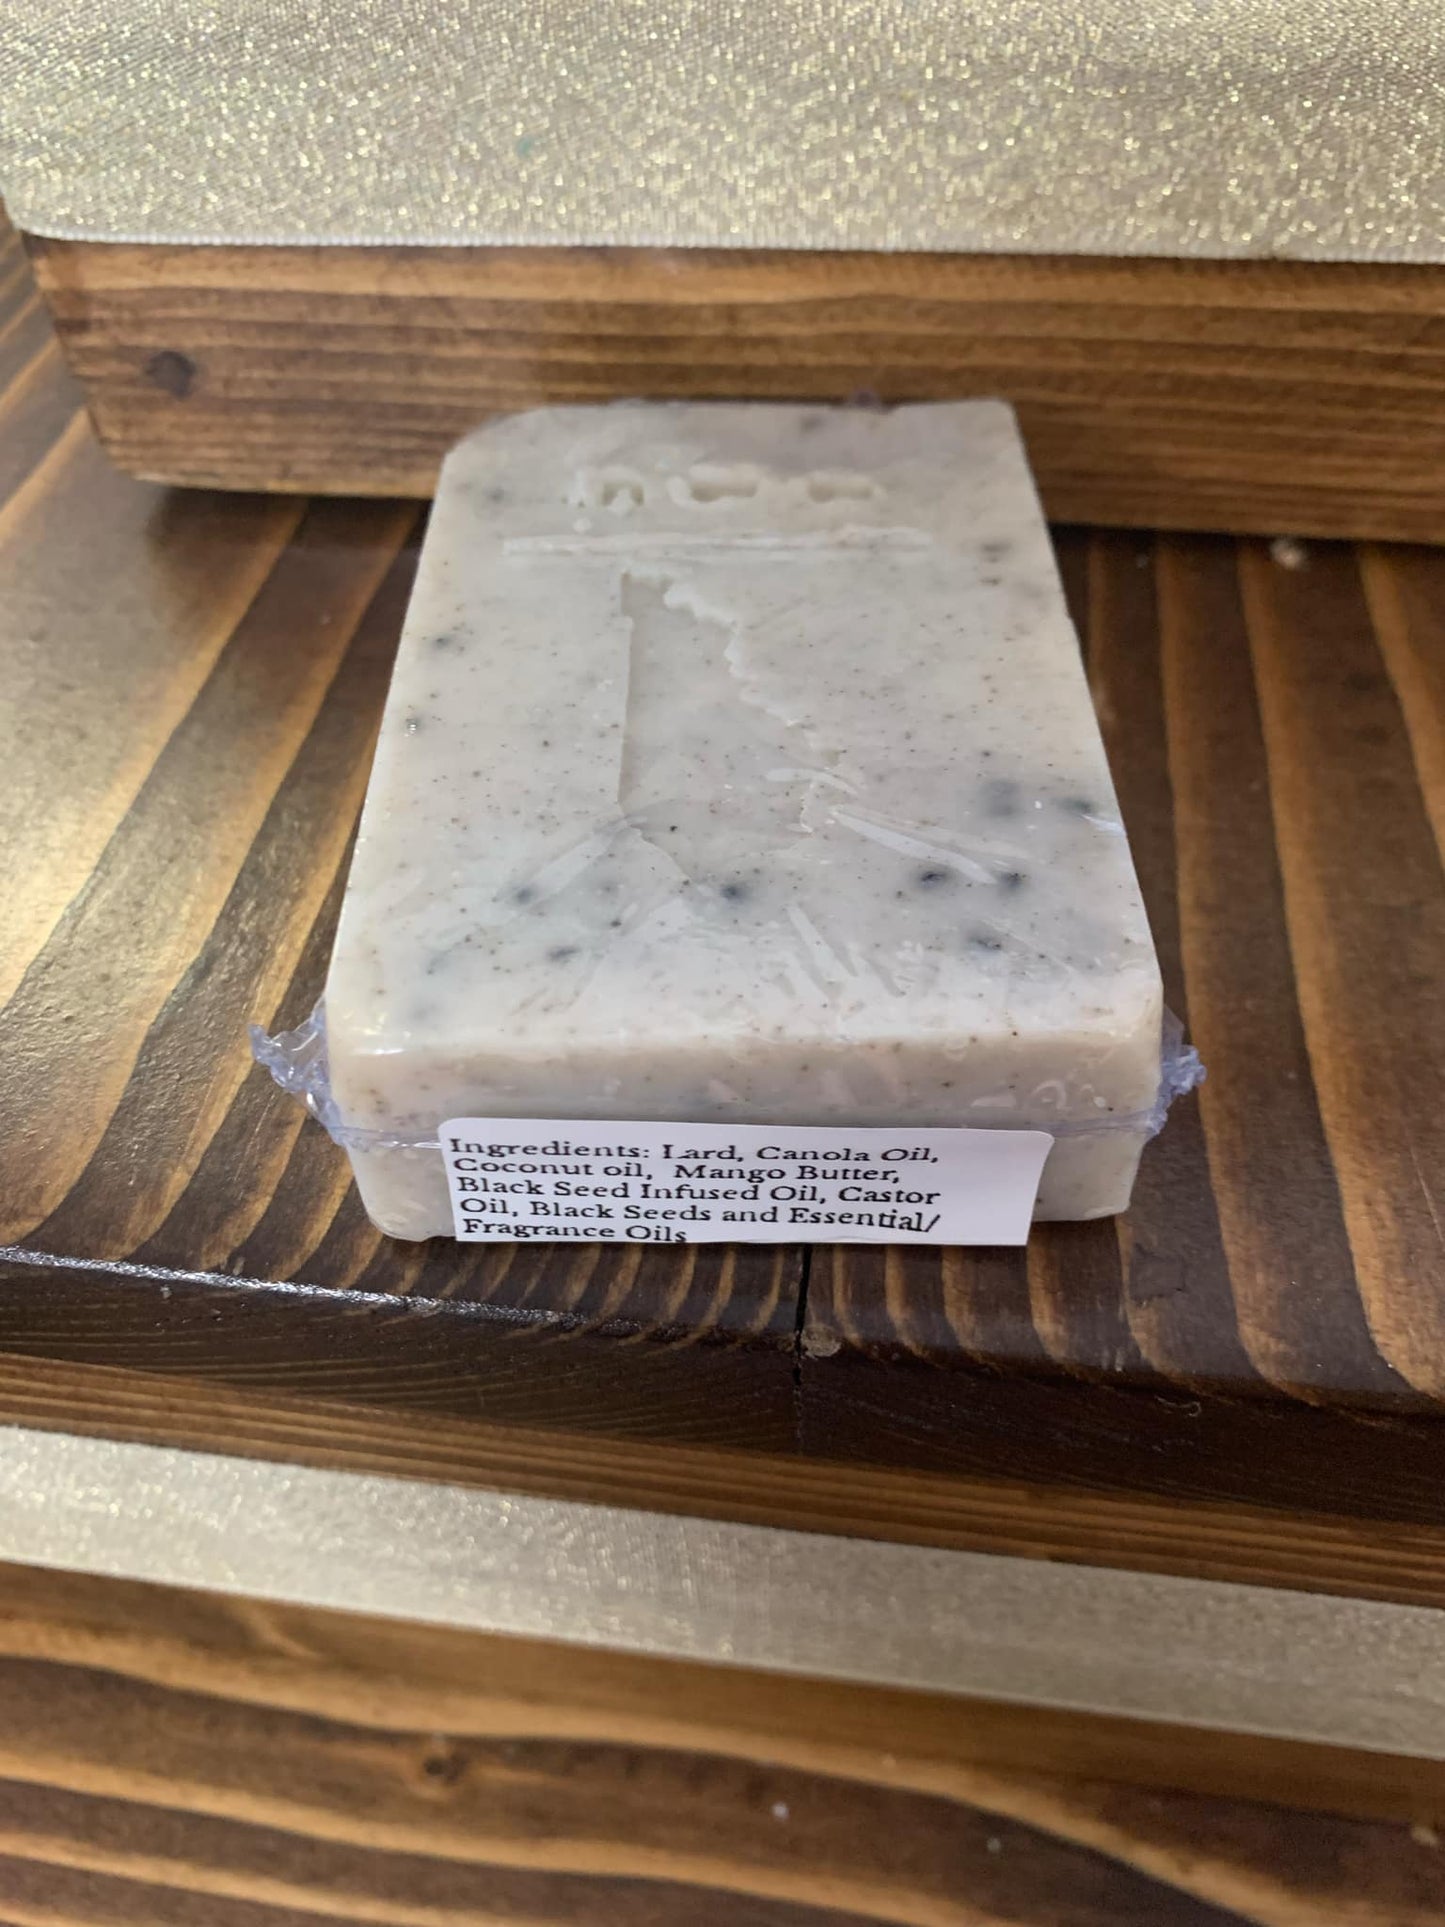 Ingredients: Lard, Canola Oil,
Coconut oil, Mango Butter,
Black Seed Infused Oil, Castor
Oil, Black Seeds and Essential/
Fragrance Oils